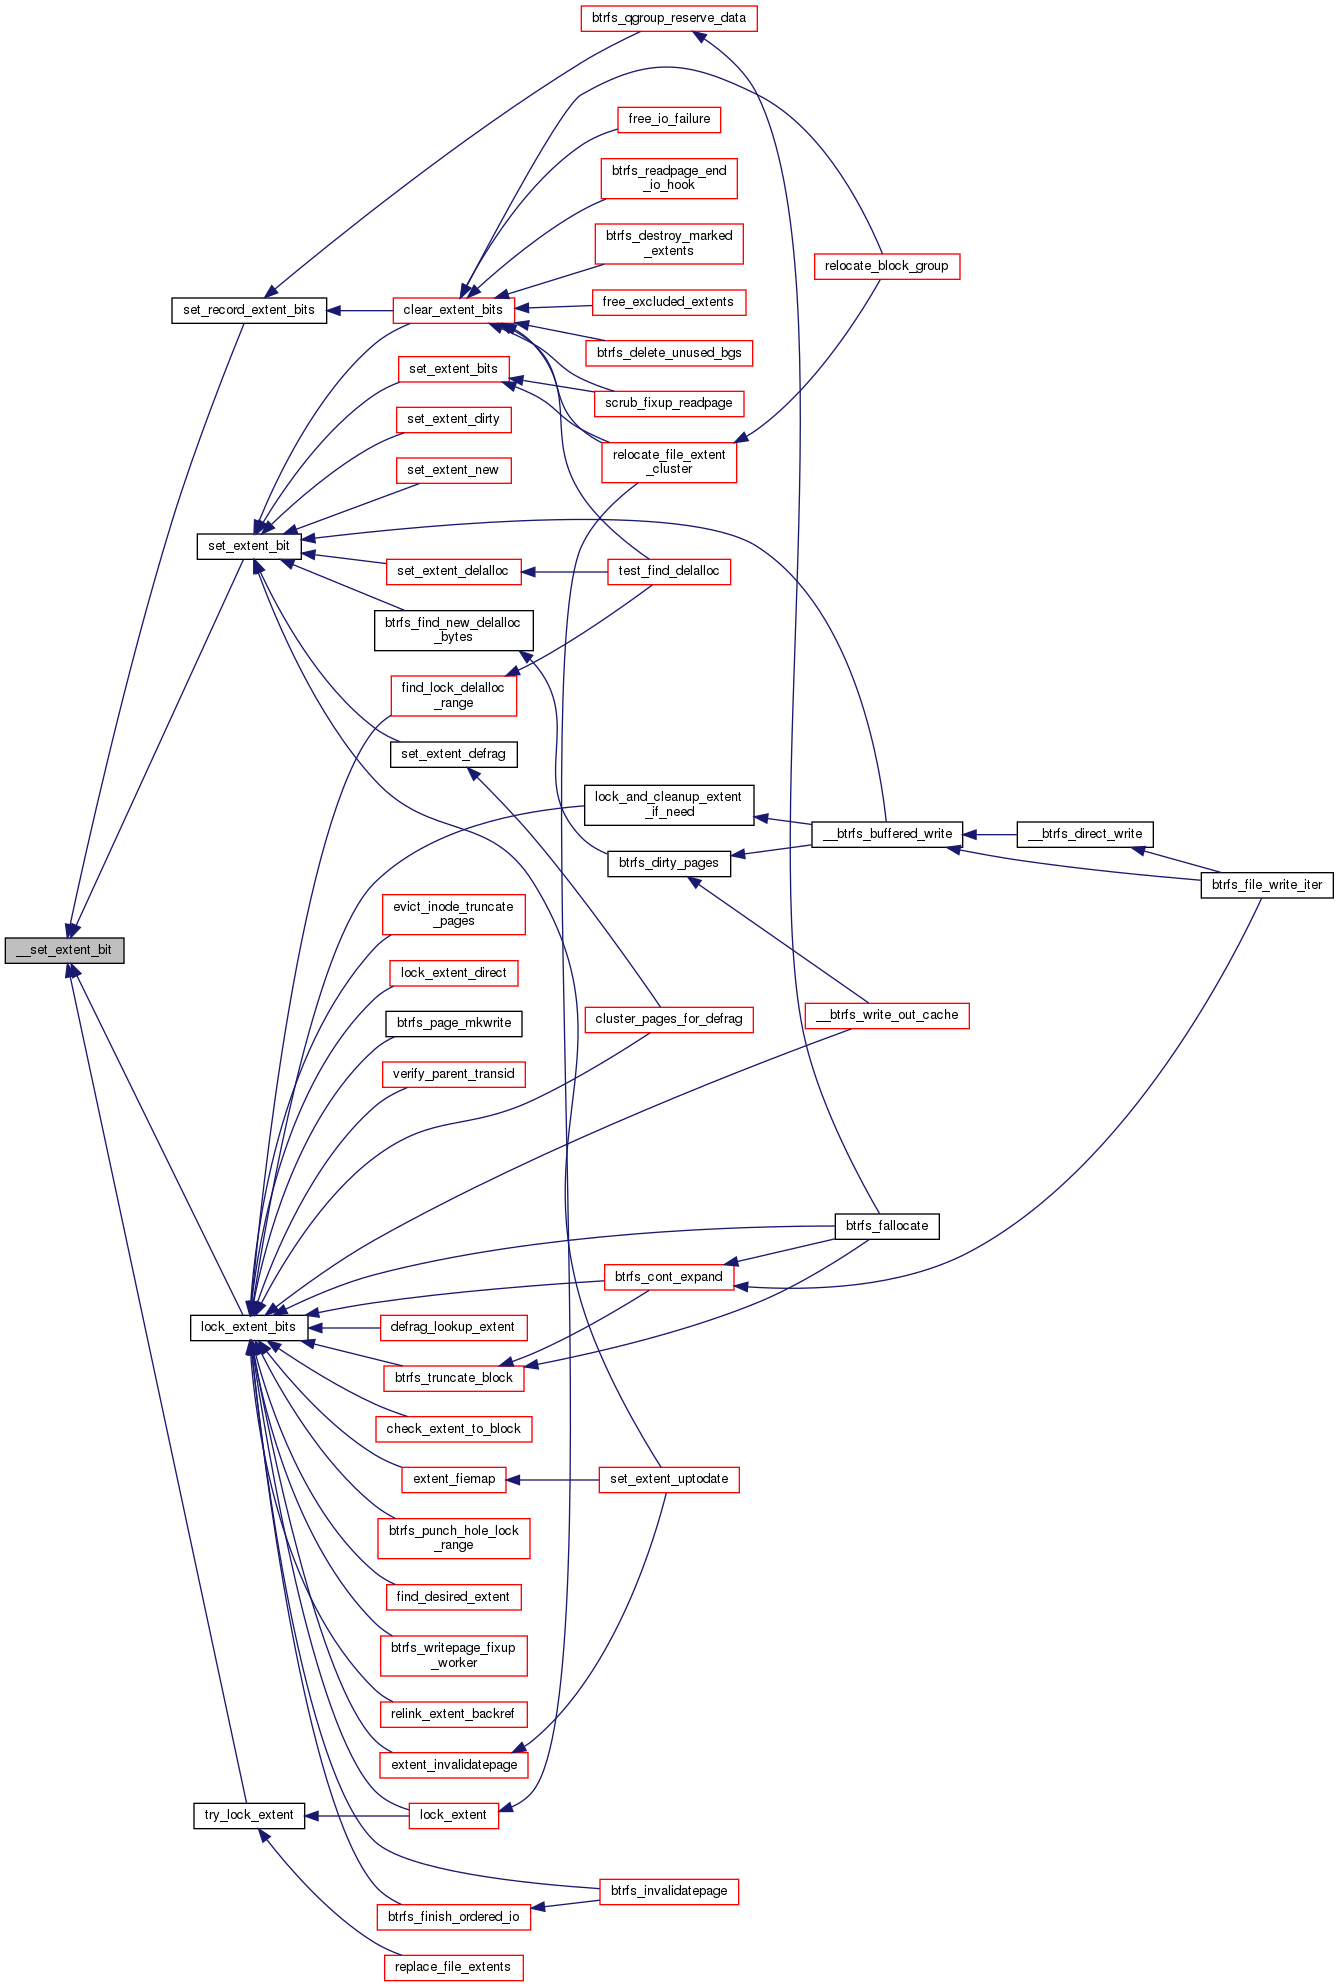 btrfs_qgroup_reserve_data
free_io_failure
btrfs_readpage_end
_io_hook
btrfs_destroy_marked
_extents
relocate_block_group
set_record_extent_bits
clear_extent_bits
free_excluded_extents
btrfs_delete_unused_bgs
set_extent_bits
scrub_fixup_readpage
set_extent_dirty
relocate_file_extent
_cluster
set_extent_new
set_extent_bit
set_extent_delalloc
test_find_delalloc
btrfs_find_new_delalloc
_bytes
find_lock_delalloc
_range
set_extent_defrag
lock_and_cleanup_extent
_if_need
__btrfs_buffered_write
__btrfs_direct_write
btrfs_dirty_pages
btrfs_file_write_iter
evict_inode_truncate
_pages
__set_extent_bit
lock_extent_direct
btrfs_page_mkwrite
cluster_pages_for_defrag
__btrfs_write_out_cache
verify_parent_transid
btrfs_fallocate
btrfs_cont_expand
lock_extent_bits
defrag_lookup_extent
btrfs_truncate_block
check_extent_to_block
extent_fiemap
set_extent_uptodate
btrfs_punch_hole_lock
_range
find_desired_extent
btrfs_writepage_fixup
_worker
relink_extent_backref
extent_invalidatepage
try_lock_extent
lock_extent
btrfs_invalidatepage
btrfs_finish_ordered_io
replace_file_extents